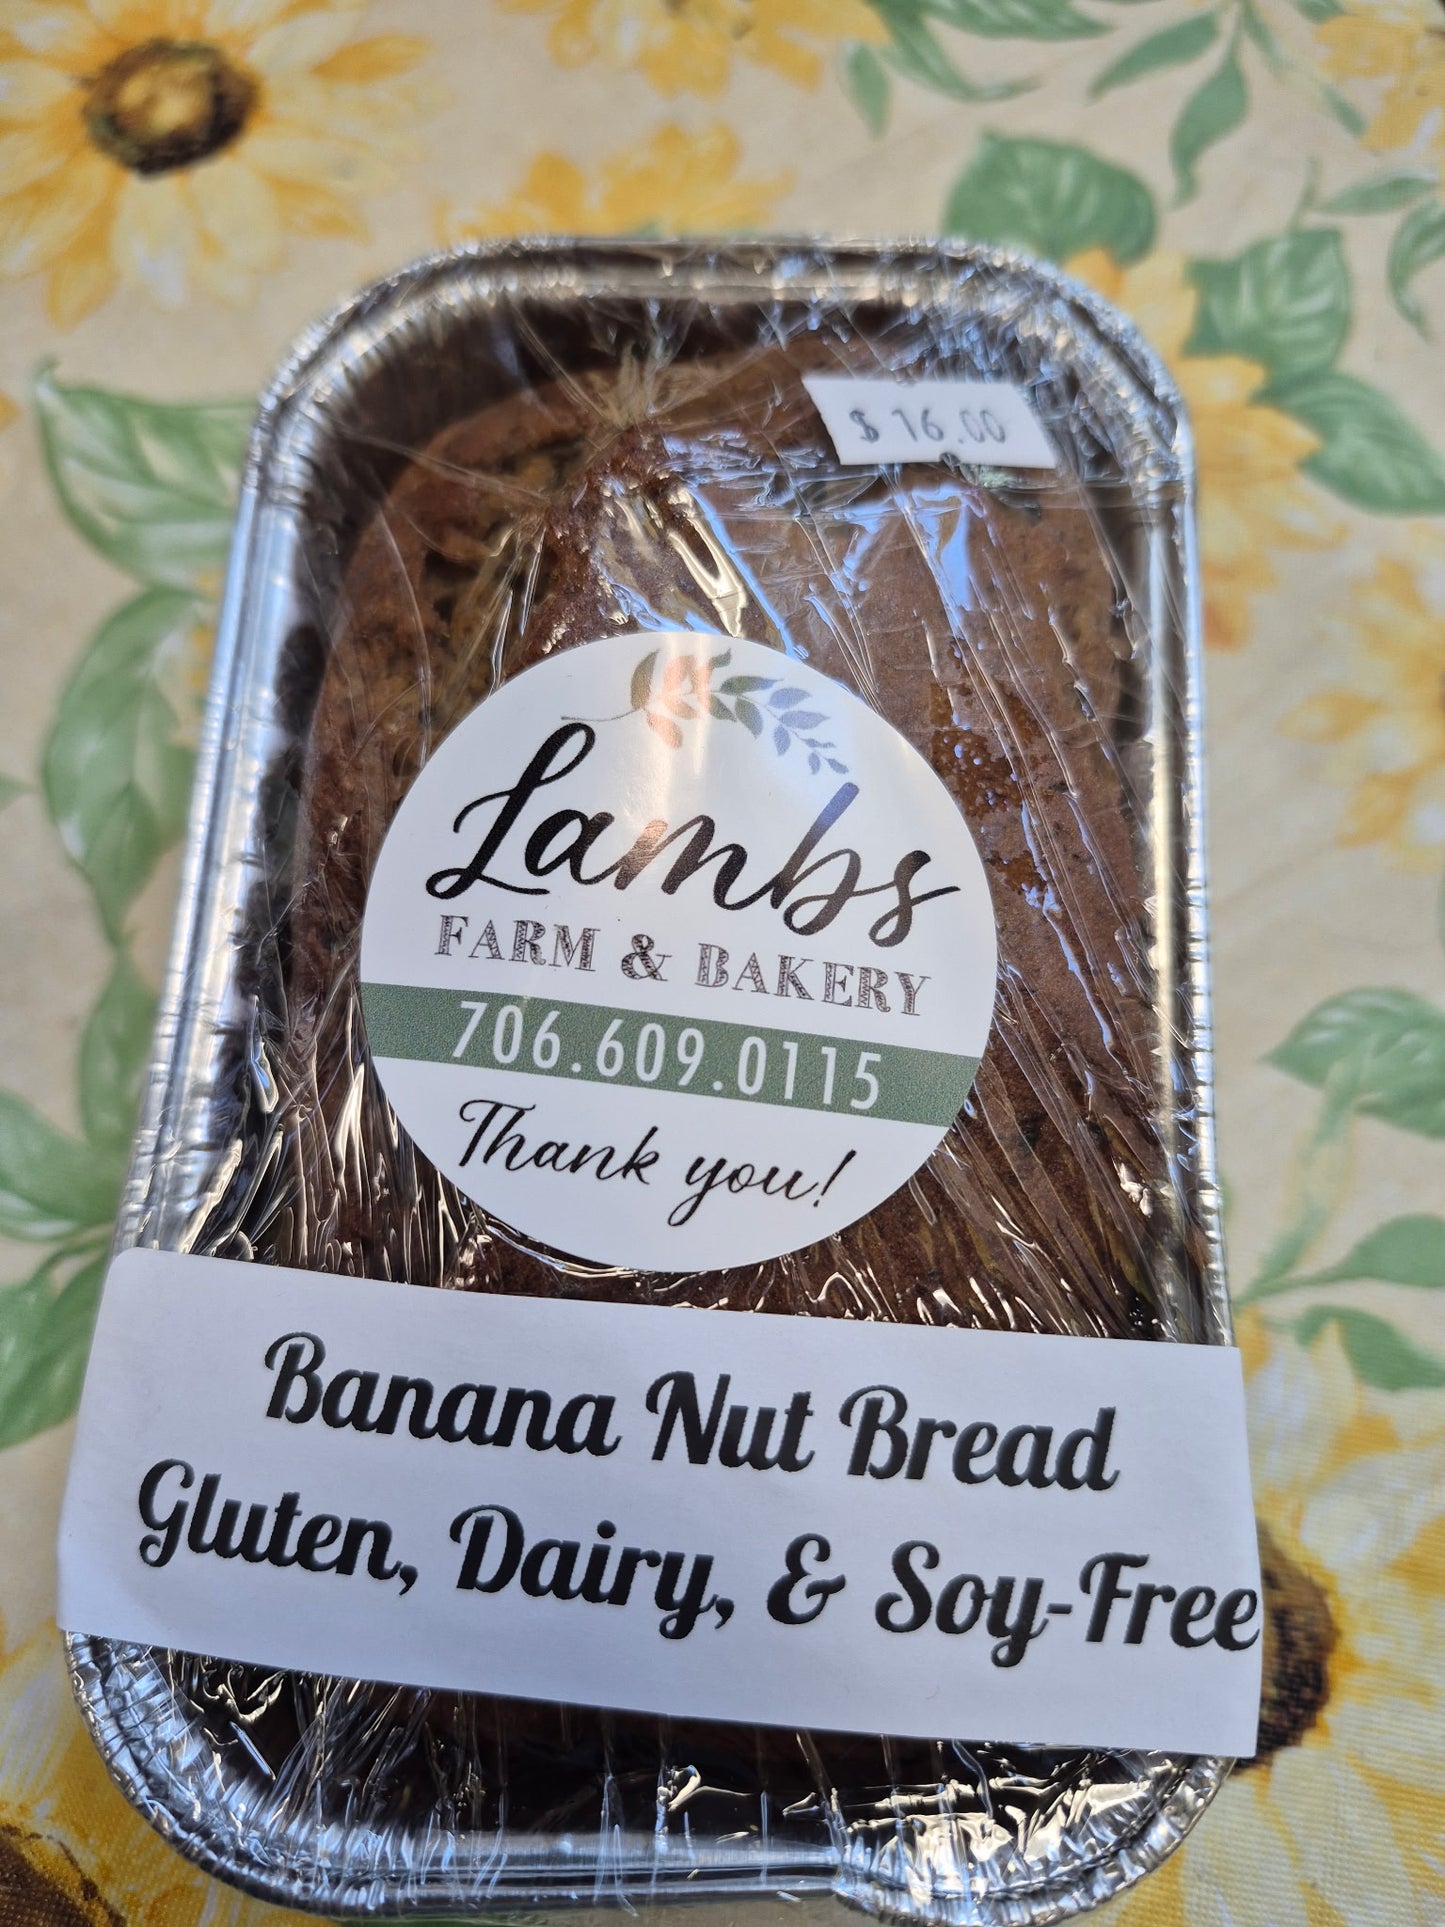 $ 16.00
Lambs
FARM & BAKERY
706.609.0115
Thank you!
Banana Nut Bread
Gluten, Dairy, & Soy-Free